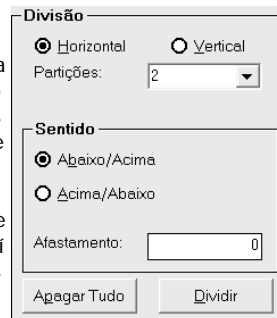 Divisão
Horizontal Vertical
Partições: 2
Sentido
Abaixo/Acima
Acima/Abaixo
Afastamento: 0
Apagar Tudo Dividir